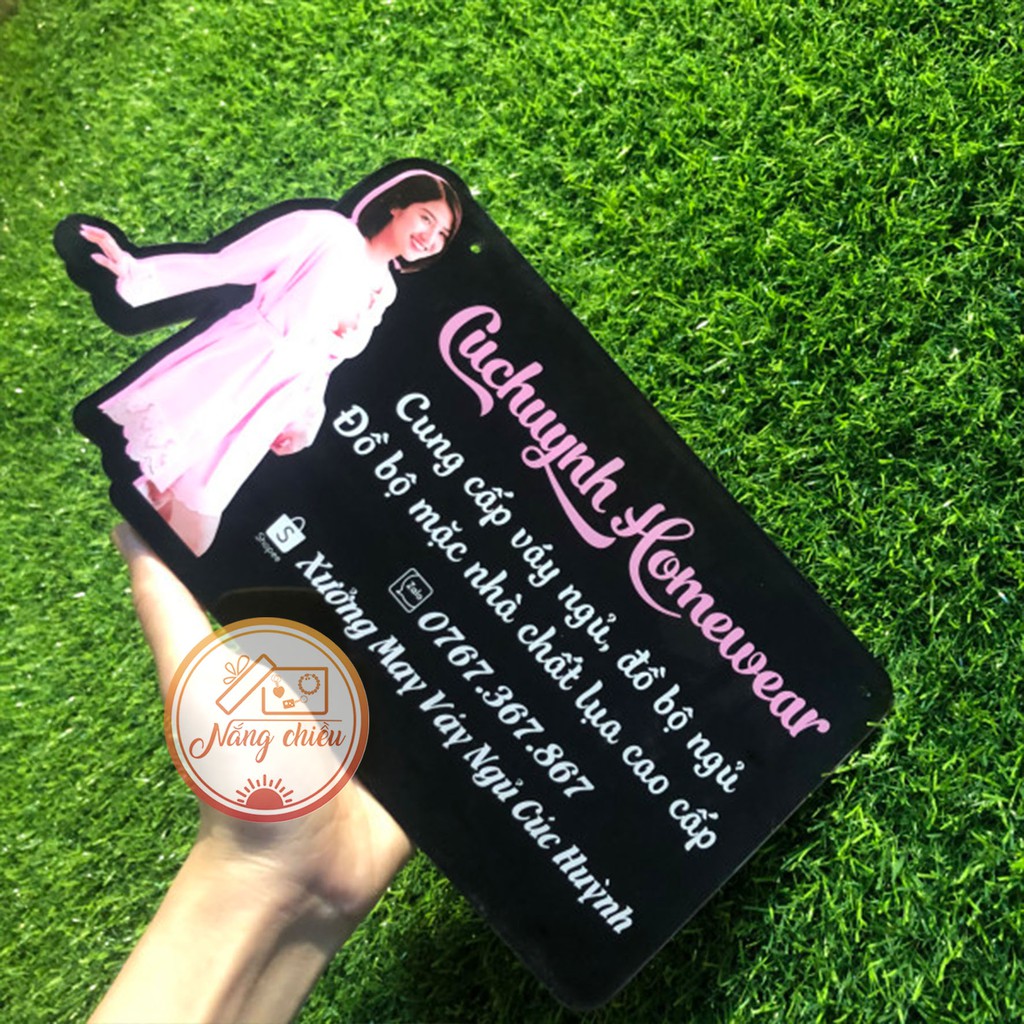 Cuchuynh Homewear
Cung cấp váy ngủ, đồ bộ ngủ
Đồ bộ mặc nhà chất lụa cao cấp
Zalo 0767.367.867
S
Shopee
Xưởng May Váy Ngủ Cúc Huỳnh
Nắng chiều